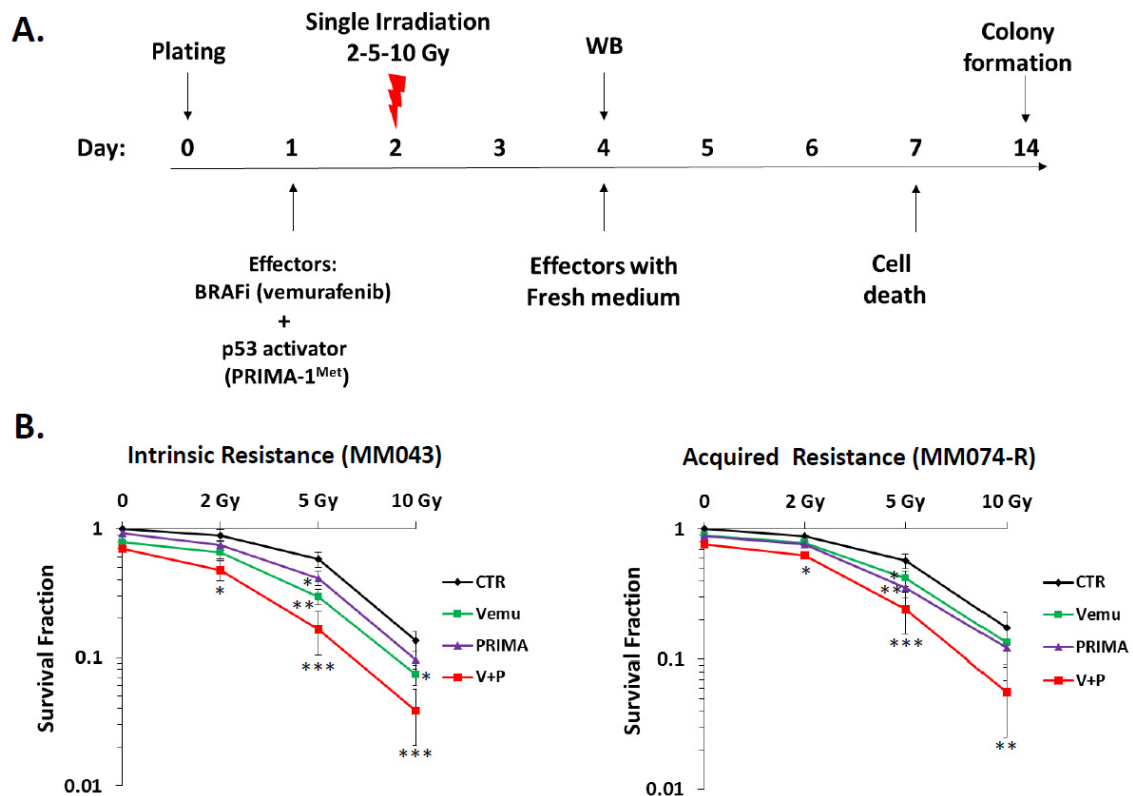 A.
Plating
Single Irradiation
2-5-10 Gy
WB
Colony
formation
Day: 0 1 2 3 4 5 6 7 14
Effectors:
BRAFi (vemurafenib)
+
p53 activator
(PRIMA-1Met)
Effectors with
Fresh medium
Cell
death
B.
Intrinsic Resistance (MM043)
0 2 Gy 5 Gy 10 Gy
1
0.1
0.01
Survival Fraction
*
*
**
***
*
***
CTR
Vemu
PRIMA
V+P
Acquired Resistance (MM074-R)
0 2 Gy 5 Gy 10 Gy
1
0.1
0.01
Survival Fraction
*
*
**
***
**
CTR
Vemu
PRIMA
V+P